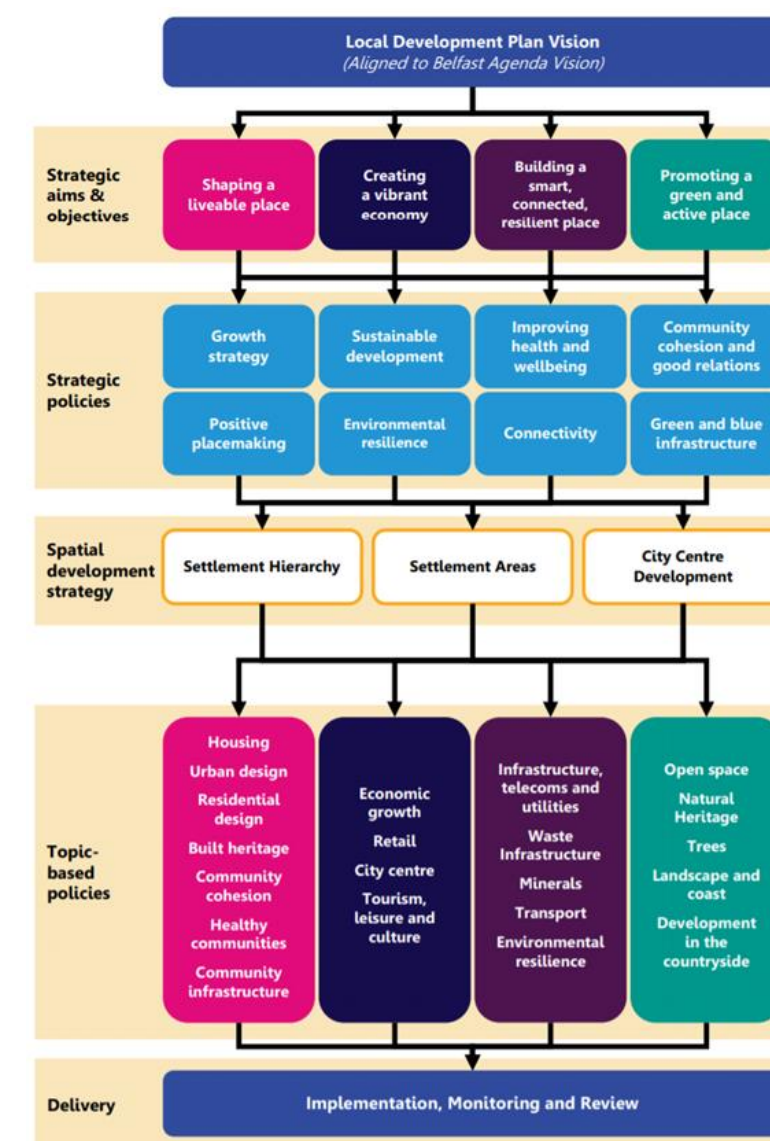 Local Development Plan Vision
(Aligned to Belfast Agenda Vision)
Strategic
aims &
objectives
Shaping a
liveable place
Creating
a vibrant
economy
Building a
smart,
connected,
resilient place
Promoting a
green and
active place
Strategic
policies
Growth
strategy
Sustainable
development
Improving
health and
wellbeing
Community
cohesion and
good relations
Positive
placemaking
Environmental
resilience
Connectivity
Green and blue
infrastructure
Spatial
development
strategy
Settlement Hierarchy
Settlement Areas
City Centre
Development
Topic-
based
policies
Housing
Urban design
Residential
design
Built heritage
Community
cohesion
Healthy
communities
Community
infrastructure
Economic
growth
Retail
City centre
Tourism,
leisure and
culture
Infrastructure,
telecoms and
utilities
Waste
Infrastructure
Minerals
Transport
Environmental
resilience
Open space
Natural
Heritage
Trees
Landscape and
coast
Development
in the
countryside
Delivery
Implementation, Monitoring and Review